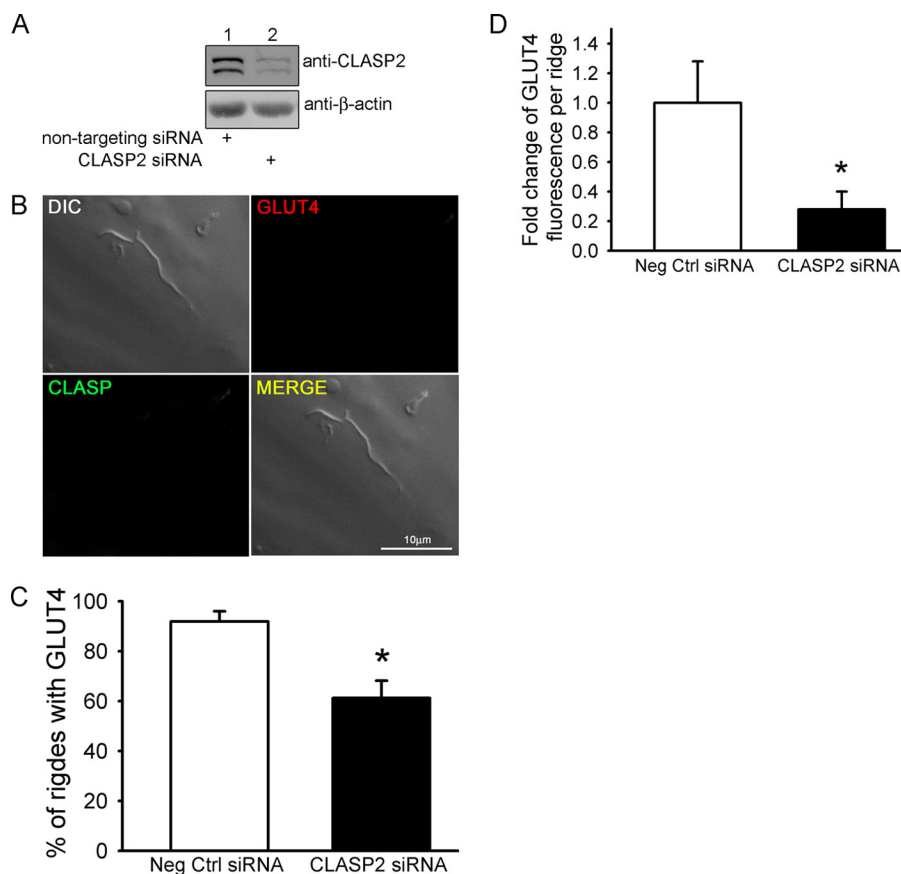 A
1 2
anti-CLASP2
anti-β-actin
non-targeting siRNA +
CLASP2 siRNA +
B
DIC
GLUT4
CLASP
MERGE
10μm
C
% of rigdes with GLUT4
100
80
60
40
20
0
*
Neg Ctrl siRNA
CLASP2 siRNA
D
Fold change of GLUT4
fluorescence per ridge
1.4
1.2
1.0
0.8
0.6
0.4
0.2
0.0
*
Neg Ctrl siRNA
CLASP2 siRNA